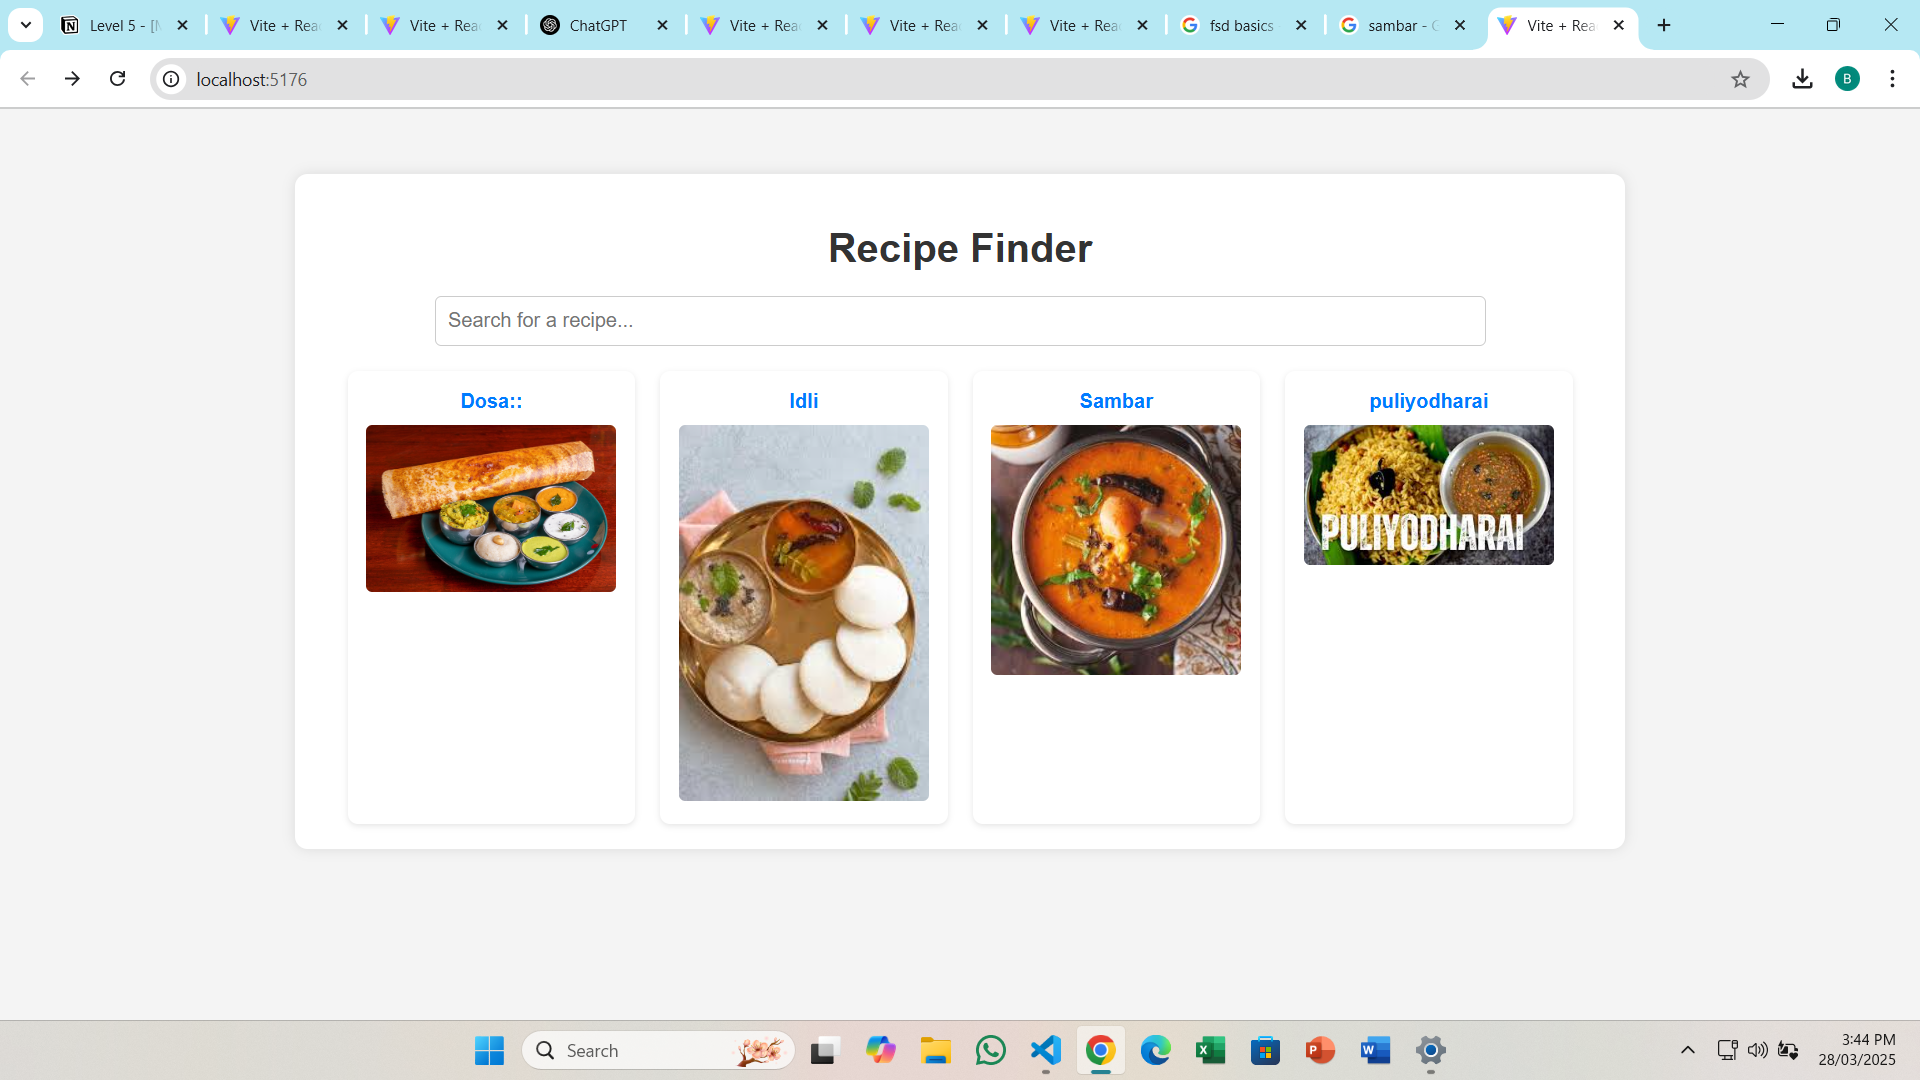 Level 5 - [N
Vite + Rea
Vite + Rea
ChatGPT
Vite + Rea
Vite + Rea
Vite + Rea
fsd basics
sambar - G
Vite + Rea
localhost:5176
B
Recipe Finder
Search for a recipe...
Dosa::
Idli
Sambar
puliyodharai
PULIYODHARAI
Search
3:44 PM
28/03/2025